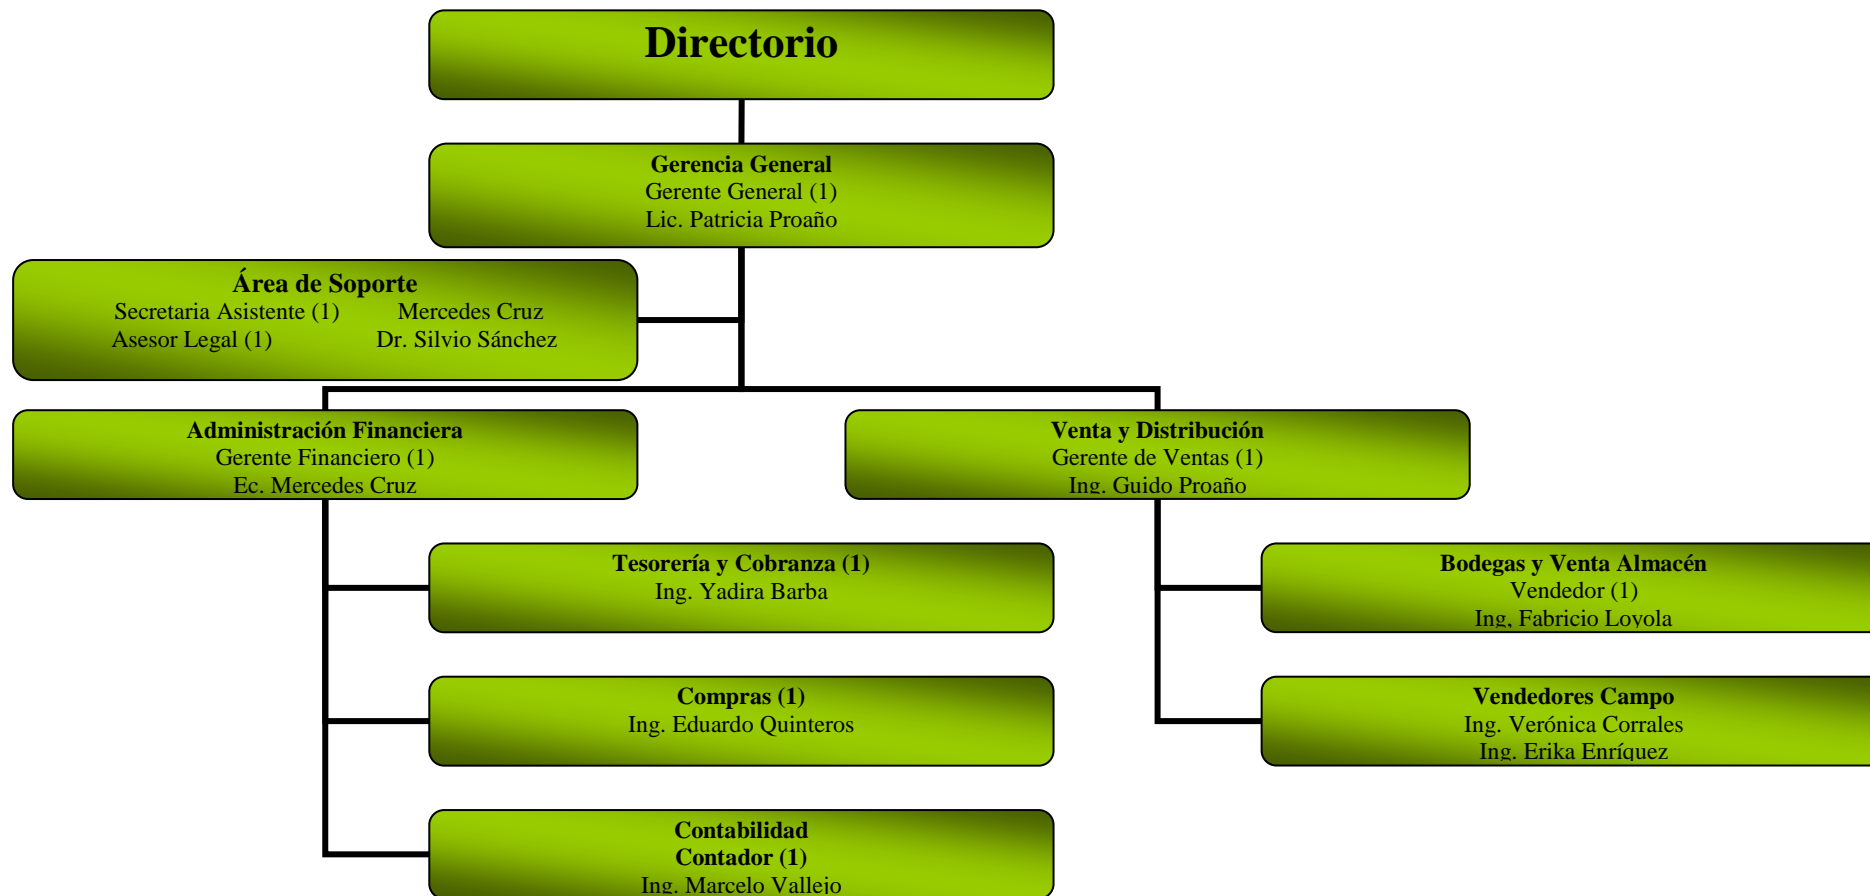 Directorio
Gerencia General
Gerente General (1)
Lic. Patricia Proaño
Área de Soporte
Secretaria Asistente (1) Mercedes Cruz
Asesor Legal (1) Dr. Silvio Sánchez
Administración Financiera
Gerente Financiero (1)
Ec. Mercedes Cruz
Venta y Distribución
Gerente de Ventas (1)
Ing. Guido Proaño
Tesorería y Cobranza (1)
Ing. Yadira Barba
Bodegas y Venta Almacén
Vendedor (1)
Ing, Fabricio Loyola
Compras (1)
Ing. Eduardo Quinteros
Vendedores Campo
Ing. Verónica Corrales
Ing. Erika Enríquez
Contabilidad
Contador (1)
Ing. Marcelo Vallejo